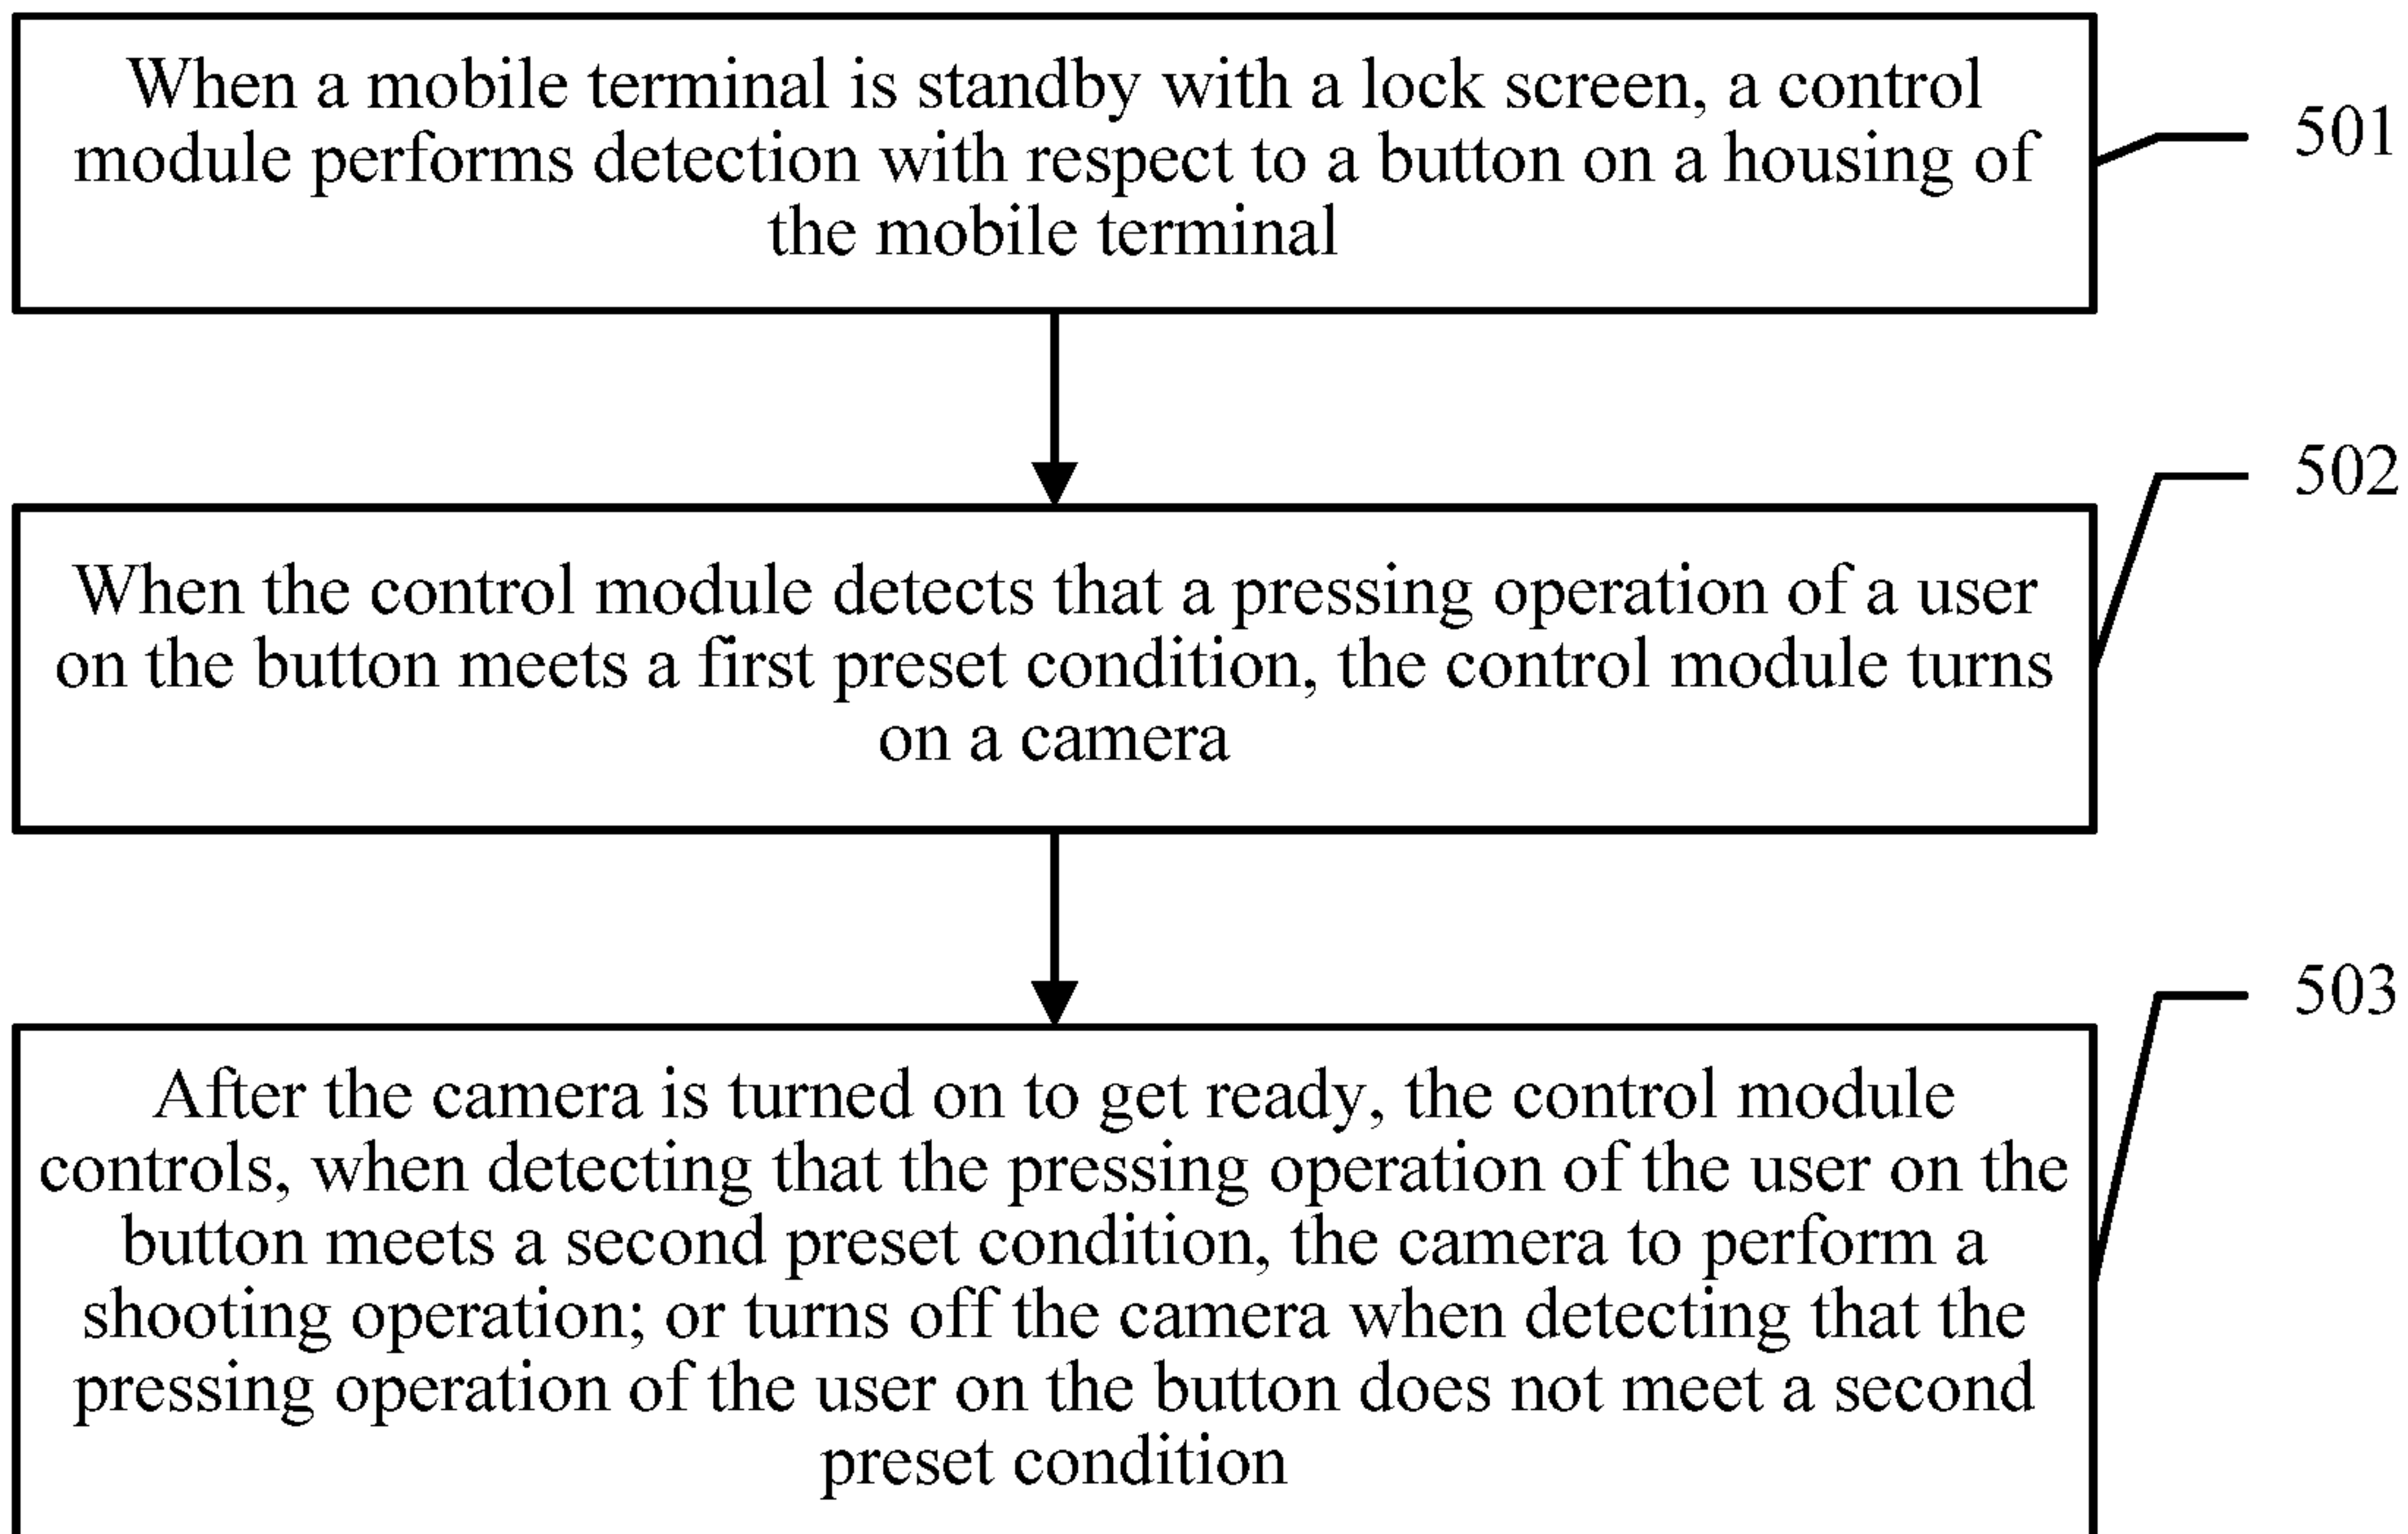 When a mobile terminal is standby with a lock screen, a control
module performs detection with respect to a button on a housing of
the mobile terminal
501
502
When the control module detects that a pressing operation of a user
on the button meets a first preset condition, the control module turns
on a camera
503
After the camera is turned on to get ready, the control module
controls, when detecting that the pressing operation of the user on the
button meets a second preset condition, the camera to perform a
shooting operation; or turns off the camera when detecting that the
pressing operation of the user on the button does not meet a second
preset condition